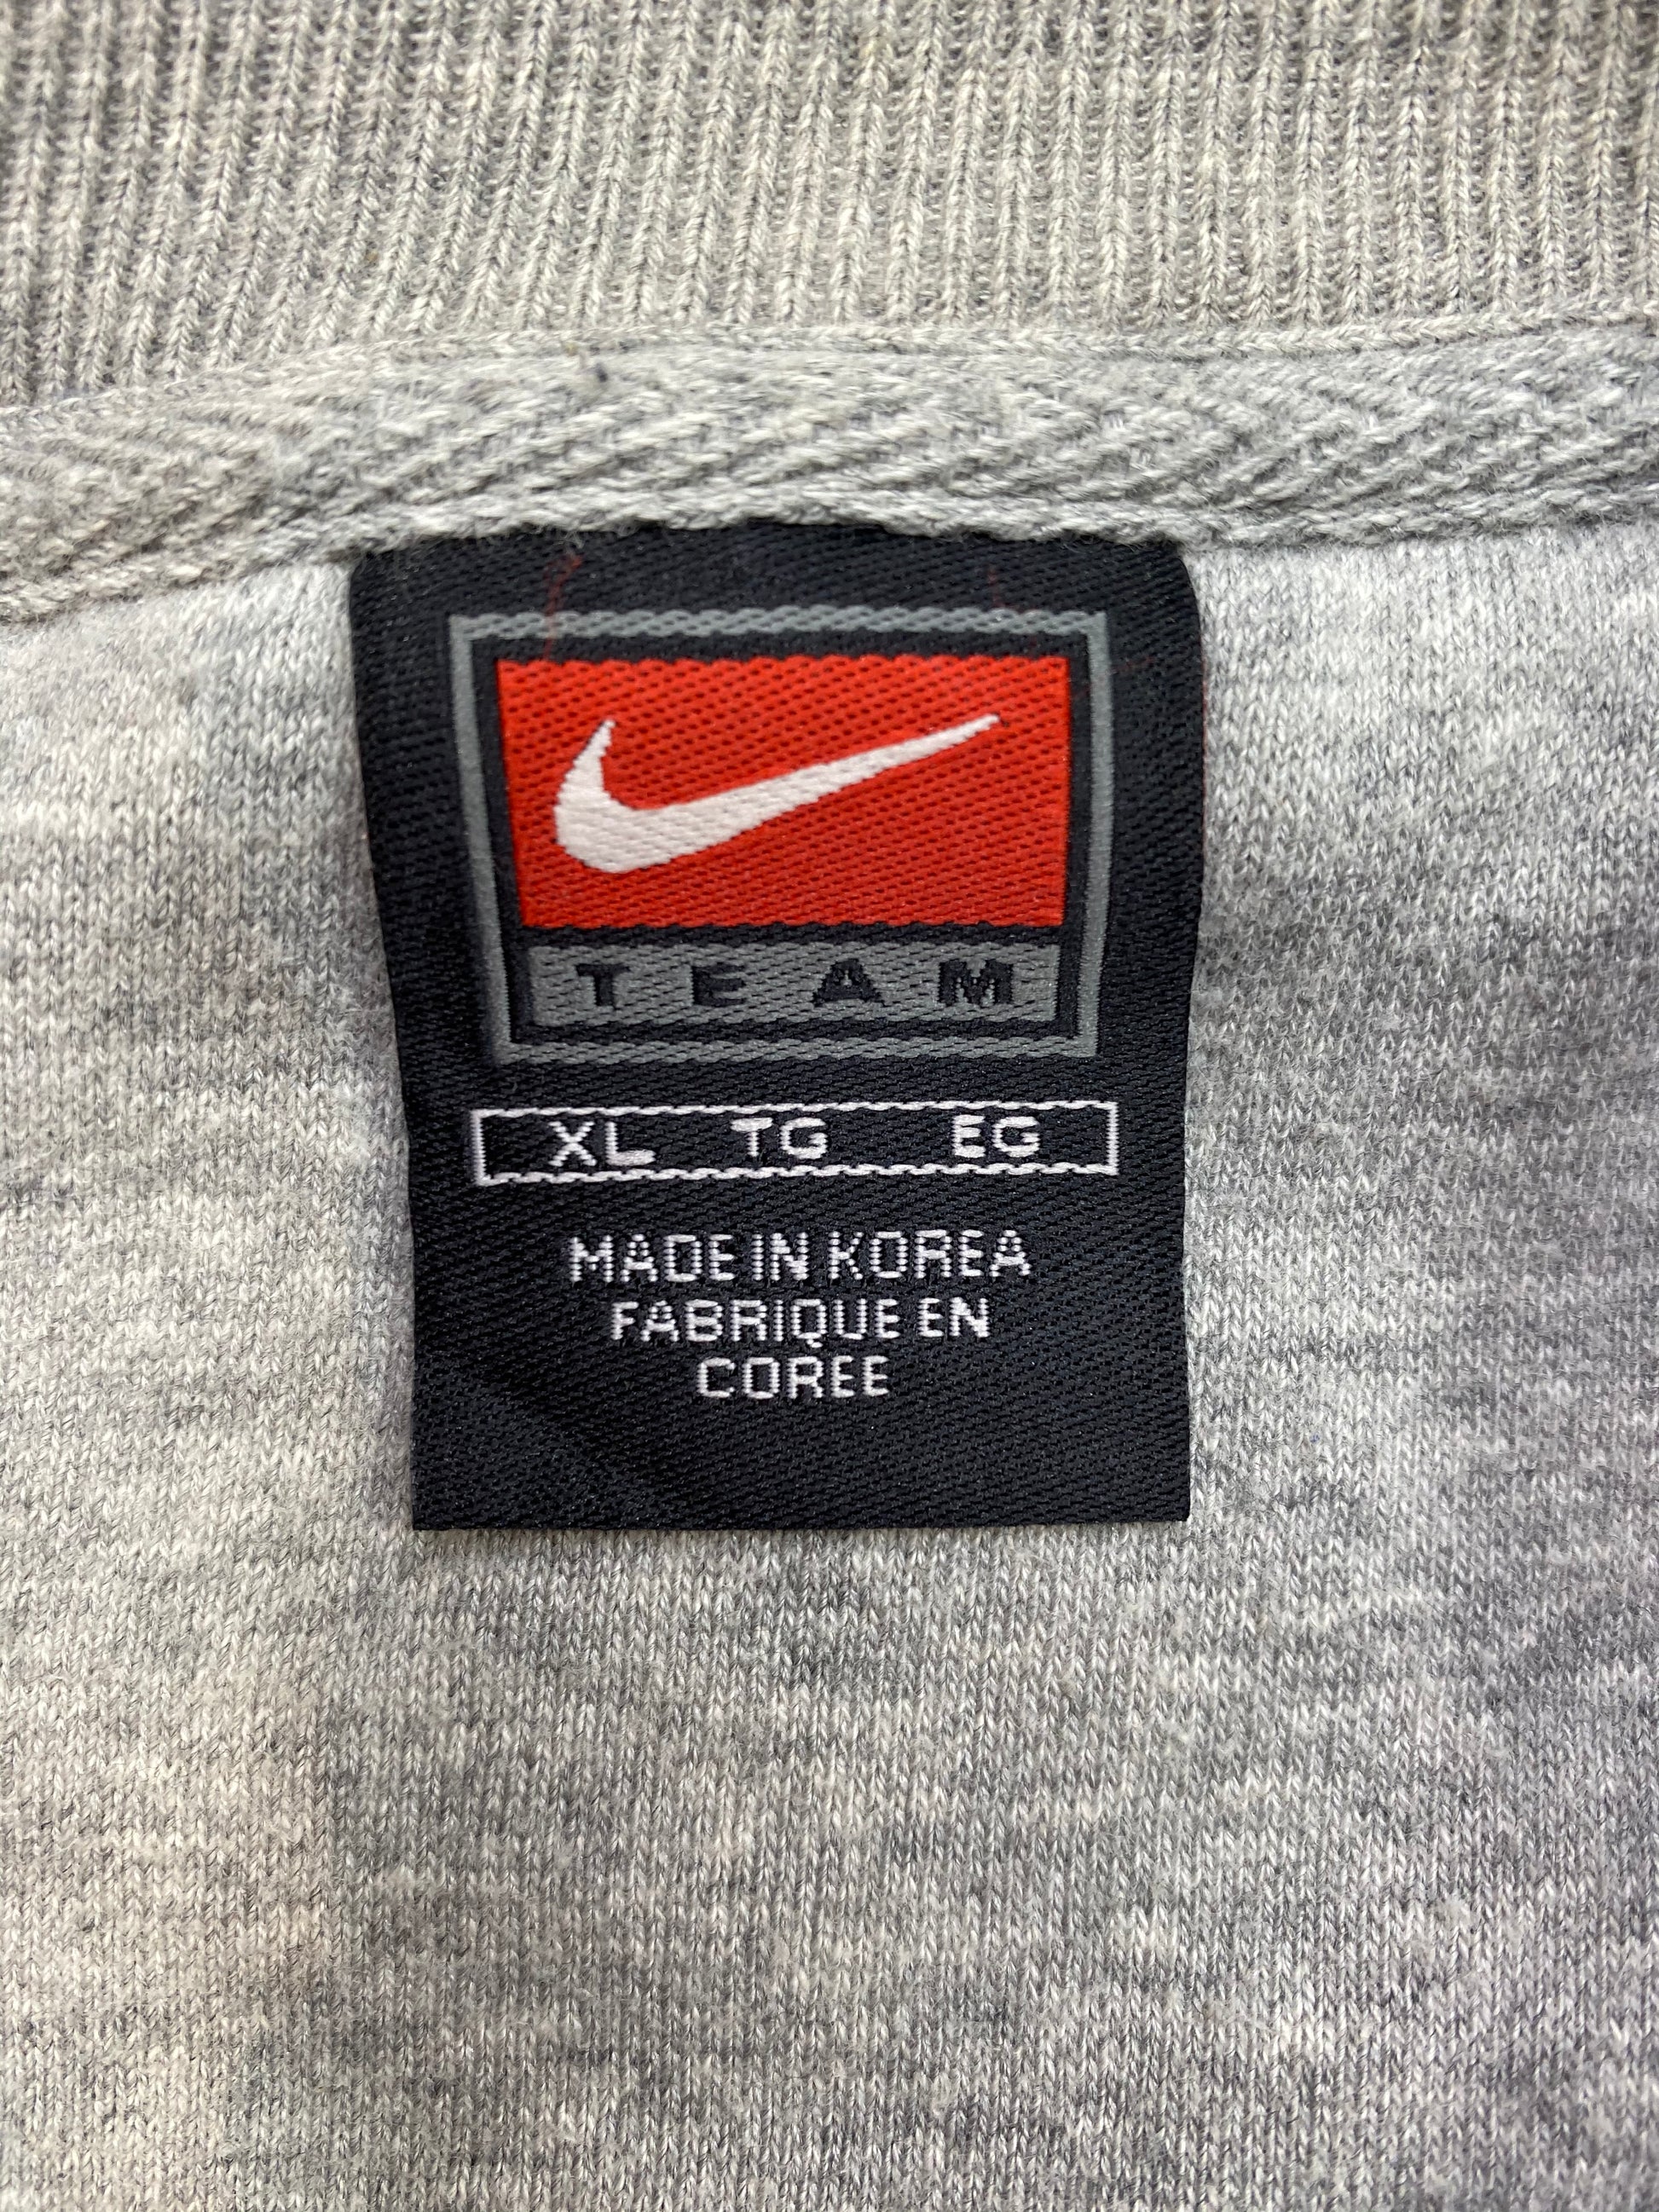 TEAM
XL TG EG
MADE IN KOREA
FABRIQUE EN
COREE